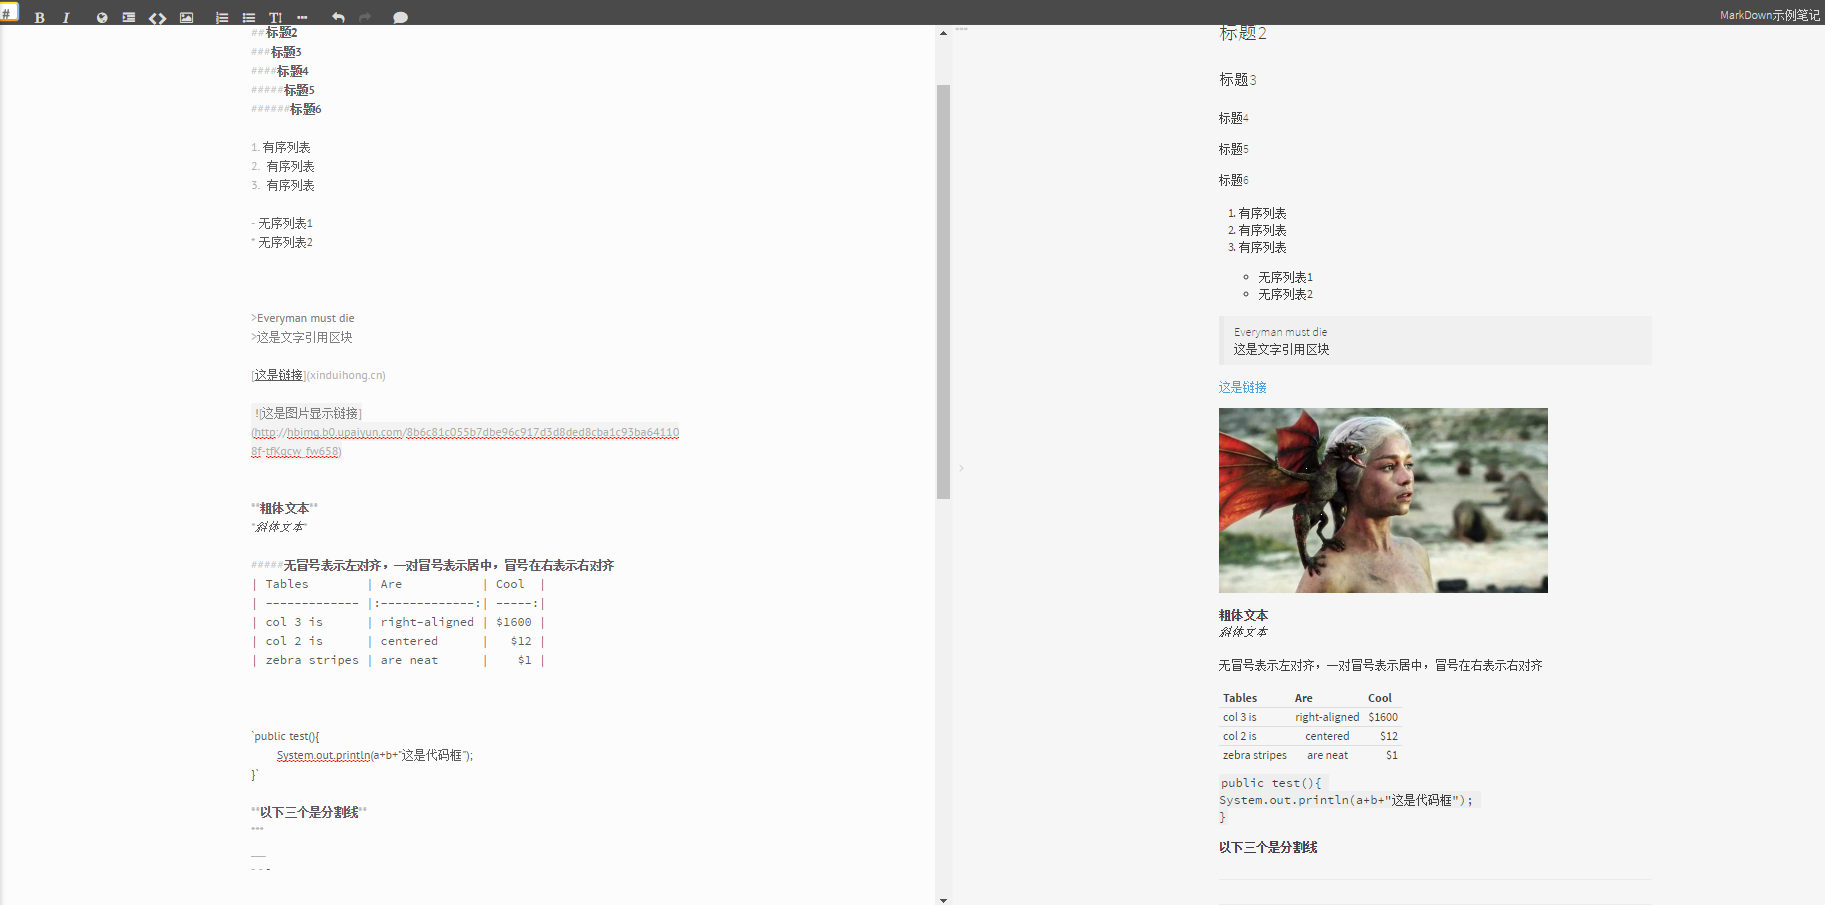 #
B I
MarkDown示例笔记
##标题2
###标题3
####标题4
#####标题5
######标题6
1. 有序列表
2. 有序列表
3. 有序列表
- 无序列表1
* 无序列表2
>Everyman must die
>这是文字引用区块
[这是链接](xinduihong.cn)
![这是图片显示链接]
(http://hbimg.b0.upaiyun.com/8b6c81c055b7dbe96c917d3d8ded8cba1c93ba64110
8f-tfKqcw_fw658)
**粗体文本**
*斜体文本*
#####无冒号表示左对齐，一对冒号表示居中，冒号在右表示右对齐
| Tables | Are | Cool |
| ------------- |:-------------:| -----:|
| col 3 is | right-aligned | $1600 |
| col 2 is | centered | $12 |
| zebra stripes | are neat | $1 |
`public test(){
System.out.println(a+b+"这是代码框");
}`
**以下三个是分割线**
***
___
- - -
标题2
标题3
标题4
标题5
标题6
1. 有序列表
2. 有序列表
3. 有序列表
无序列表1
无序列表2
Everyman must die
这是文字引用区块
这是链接
粗体文本
斜体文本
无冒号表示左对齐，一对冒号表示居中，冒号在右表示右对齐
Tables Are Cool
col 3 is right-aligned $1600
col 2 is centered $12
zebra stripes are neat $1
public test(){
System.out.println(a+b+"这是代码框");
}
以下三个是分割线